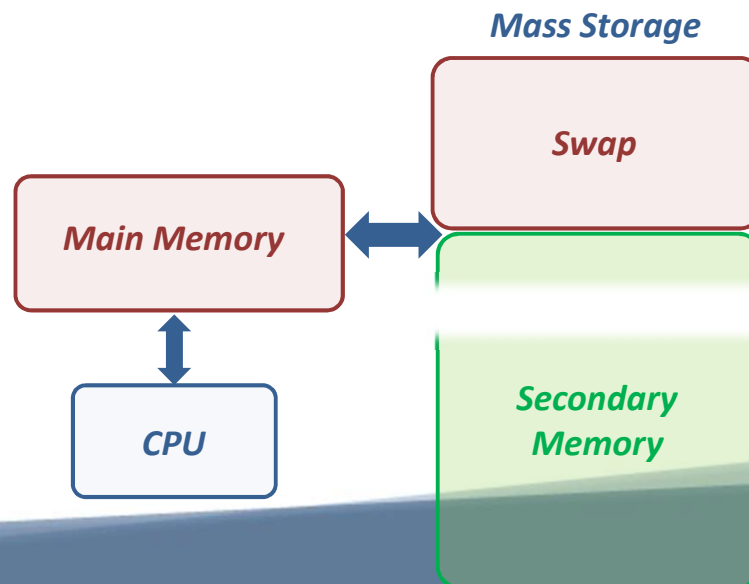 Mass Storage
Swap
Main Memory
CPU
Secondary
Memory